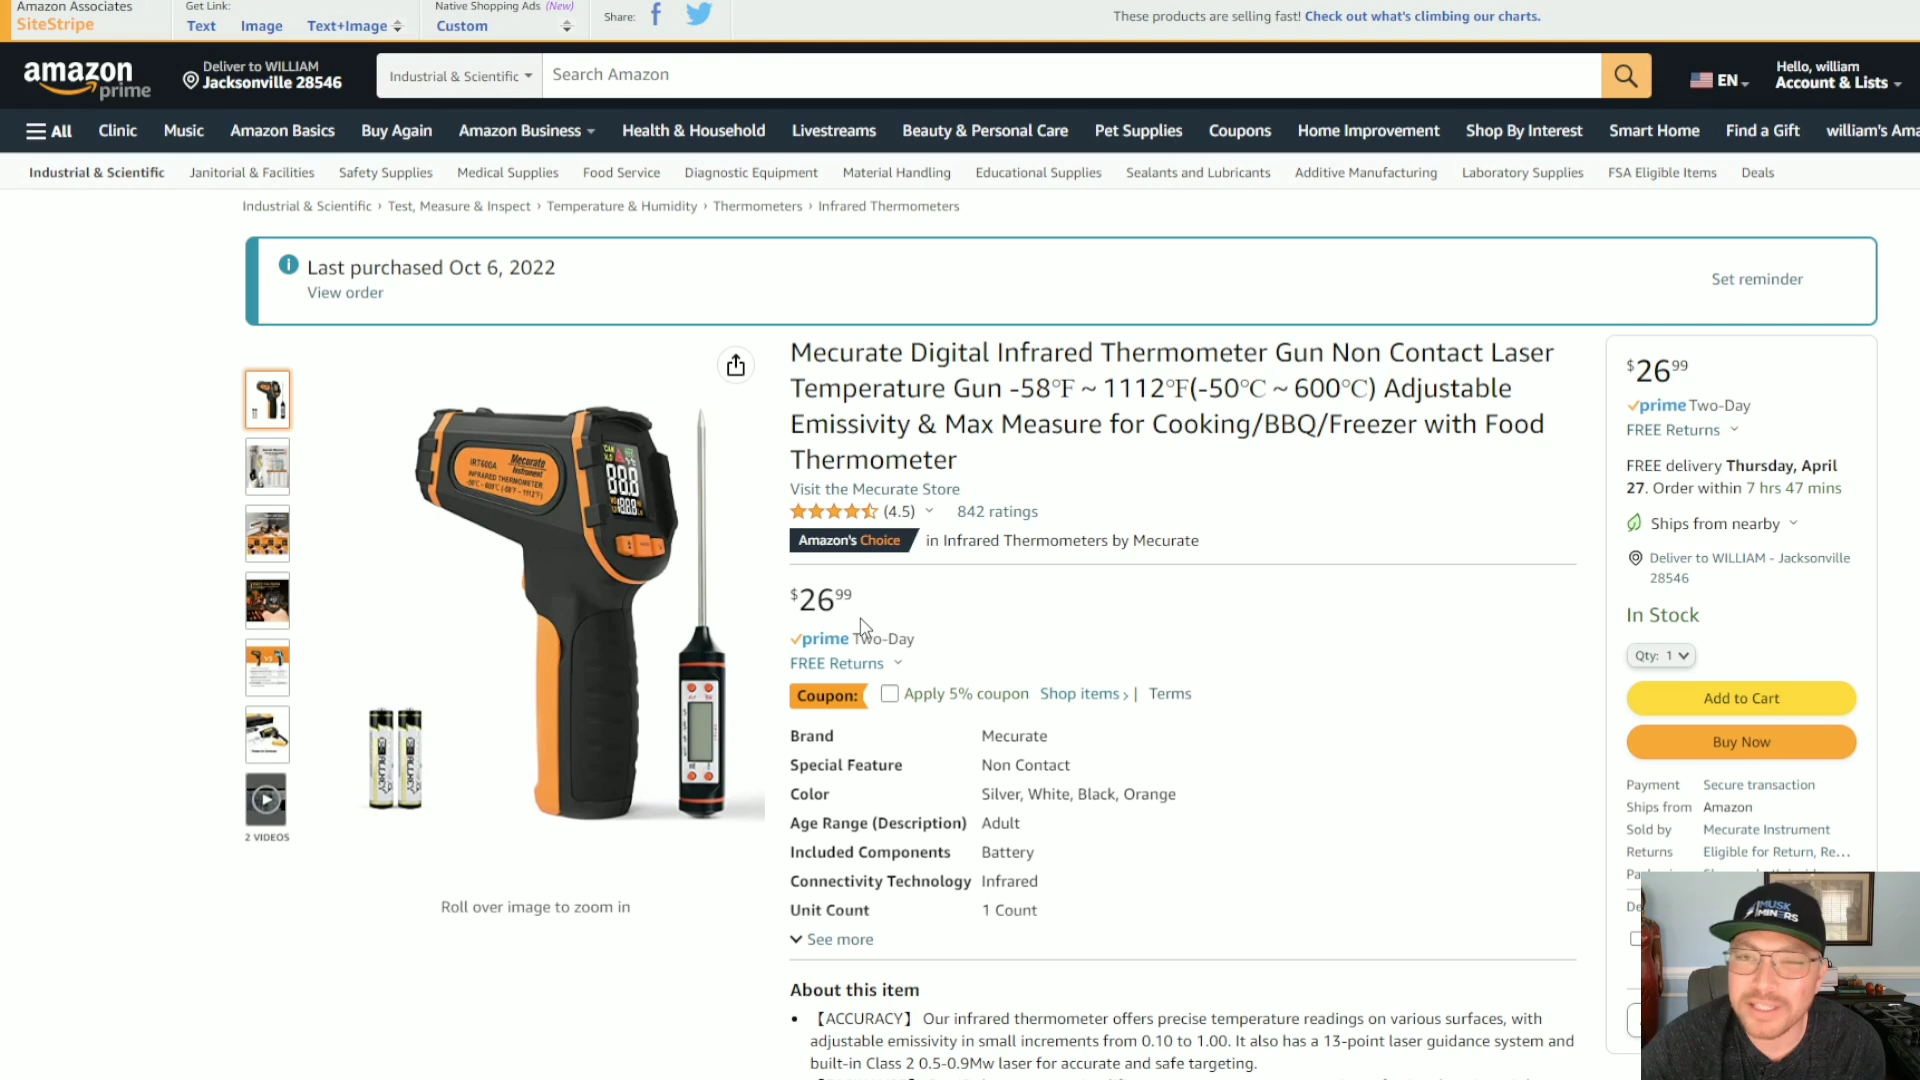 Amazon Associates
SiteStripe
Get Link:
Text Image Text+Image
Native Shopping Ads (New)
Custom
Share:
These products are selling fast! Check out what's climbing our charts.
amazon
prime
Deliver to WILLIAM
Jacksonville 28546
Industrial & Scientific
Search Amazon
EN
Hello, william
Account & Lists
All Clinic Music Amazon Basics Buy Again Amazon Business Health & Household Livestreams Beauty & Personal Care Pet Supplies Coupons Home Improvement Shop By Interest Smart Home Find a Gift william's Ama
Industrial & Scientific Janitorial & Facilities Safety Supplies Medical Supplies Food Service Diagnostic Equipment Material Handling Educational Supplies Sealants and Lubricants Additive Manufacturing Laboratory Supplies FSA Eligible Items Deals
Industrial & Scientific › Test, Measure & Inspect › Temperature & Humidity › Thermometers › Infrared Thermometers
Last purchased Oct 6, 2022
View order
Set reminder
2 VIDEOS
IRT600A
Mecurate
Instrument
INFRARED THERMOMETER
-50°C ~ 600°C (-58°F ~ 1112°F)
Roll over image to zoom in
Mecurate Digital Infrared Thermometer Gun Non Contact Laser
Temperature Gun -58℉ ~ 1112℉(-50℃ ~ 600℃) Adjustable
Emissivity & Max Measure for Cooking/BBQ/Freezer with Food
Thermometer
Visit the Mecurate Store
(4.5) 842 ratings
Amazon's Choice in Infrared Thermometers by Mecurate
$26 99
prime Two-Day
FREE Returns
Coupon: Apply 5% coupon Shop items › | Terms
Brand Mecurate
Special Feature Non Contact
Color Silver, White, Black, Orange
Age Range (Description) Adult
Included Components Battery
Connectivity Technology Infrared
Unit Count 1 Count
See more
About this item
• 【ACCURACY】 Our infrared thermometer offers precise temperature readings on various surfaces, with
adjustable emissivity in small increments from 0.10 to 1.00. It also has a 13-point laser guidance system and
built-in Class 2 0.5-0.9Mw laser for accurate and safe targeting.
$26 99
prime Two-Day
FREE Returns
FREE delivery Thursday, April
27. Order within 7 hrs 47 mins
Ships from nearby
Deliver to WILLIAM - Jacksonville
28546
In Stock
Qty: 1
Add to Cart
Buy Now
Payment Secure transaction
Ships from Amazon
Sold by Mecurate Instrument
Returns Eligible for Return, Re...
Pa
De
MUSK
MINERS